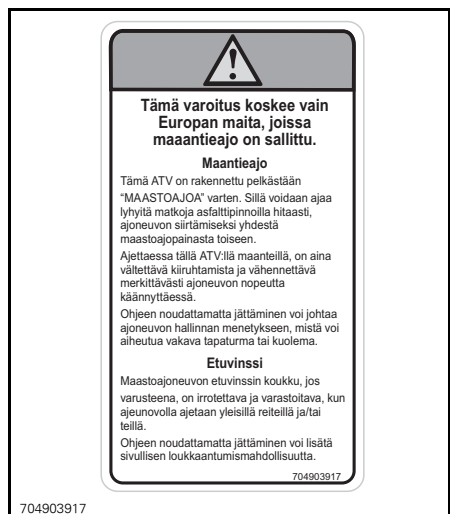 Tämä varoitus koskee vain
Europan maita, joissa
maaantieajo on sallittu.
Maantieajo
Tämä ATV on rakennettu pelkästään
“MAASTOAJOA” varten. Sillä voidaan ajaa
lyhyitä matkoja asfalttipinnoilla hitaasti,
ajoneuvon siirtämiseksi yhdestä
maastoajopainasta toiseen.
Ajettaessa tällä ATV:llä maanteillä, on aina
vältettävä kiiruhtamista ja vähennettävä
merkittävästi ajoneuvon nopeutta
käännyttäessä.
Ohjeen noudattamatta jättäminen voi johtaa
ajoneuvon hallinnan menetykseen, mistä voi
aiheutua vakava tapaturma tai kuolema.
Etuvinssi
Maastoajoneuvon etuvinssin koukku, jos
varusteena, on irrotettava ja varastoitava, kun
ajeunovolla ajetaan yleisillä reiteillä ja/tai
teillä.
Ohjeen noudattamatta jättäminen voi lisätä
sivullisen loukkaantumismahdollisuutta.
704903917
704903917